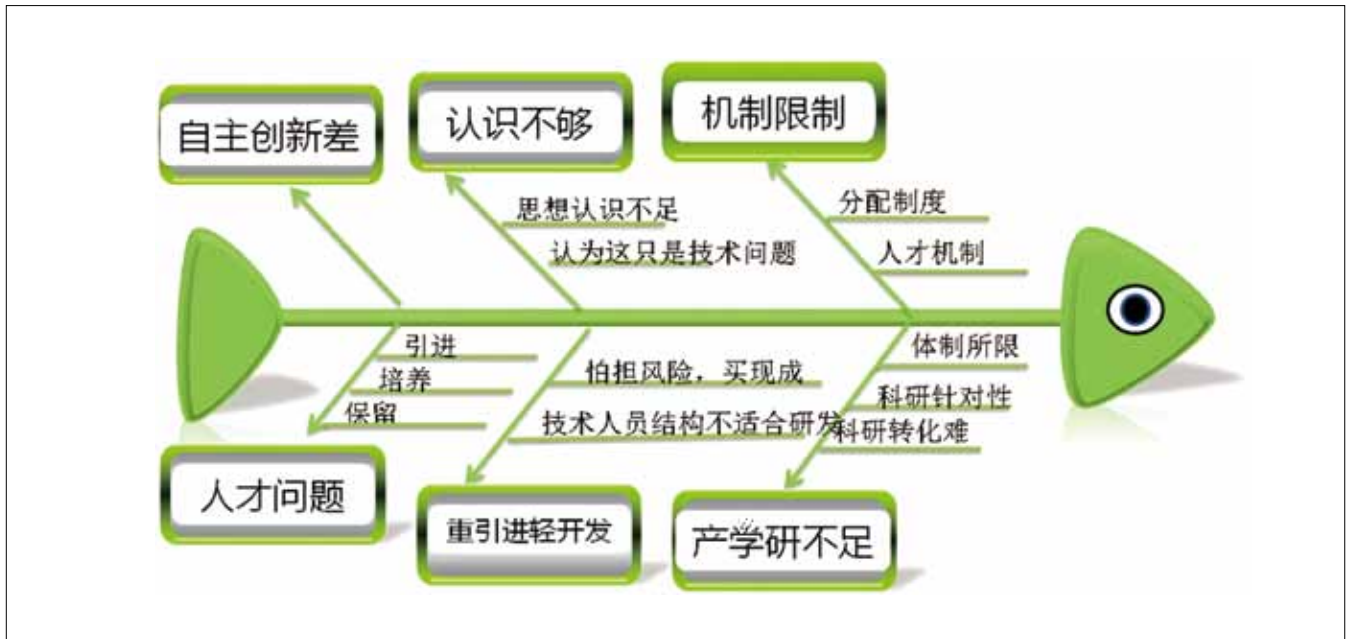 自主创新差
认识不够
机制限制
思想认识不足
认为这只是技术问题
分配制度
人才机制
引进
培养
保留
怕担风险，买现成
技术人员结构不适合研发
体制所限
科研针对性
科研转化难
人才问题
重引进轻开发
产学研不足